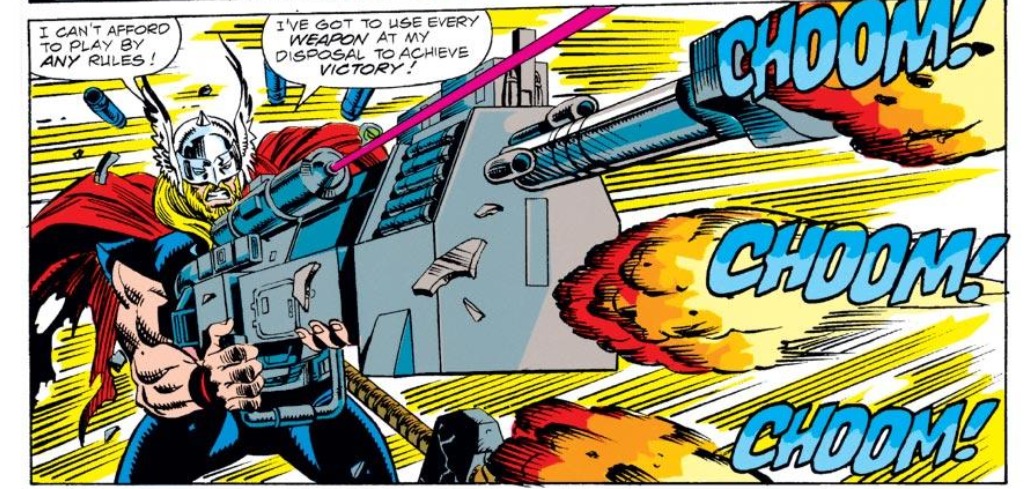 I CAN'T AFFORD
TO PLAY BY
ANY RULES!
I'VE GOT TO USE EVERY
WEAPON AT MY
DISPOSAL TO ACHIEVE
VICTORY!
CHOOM!
CHOOM!
CHOOM!